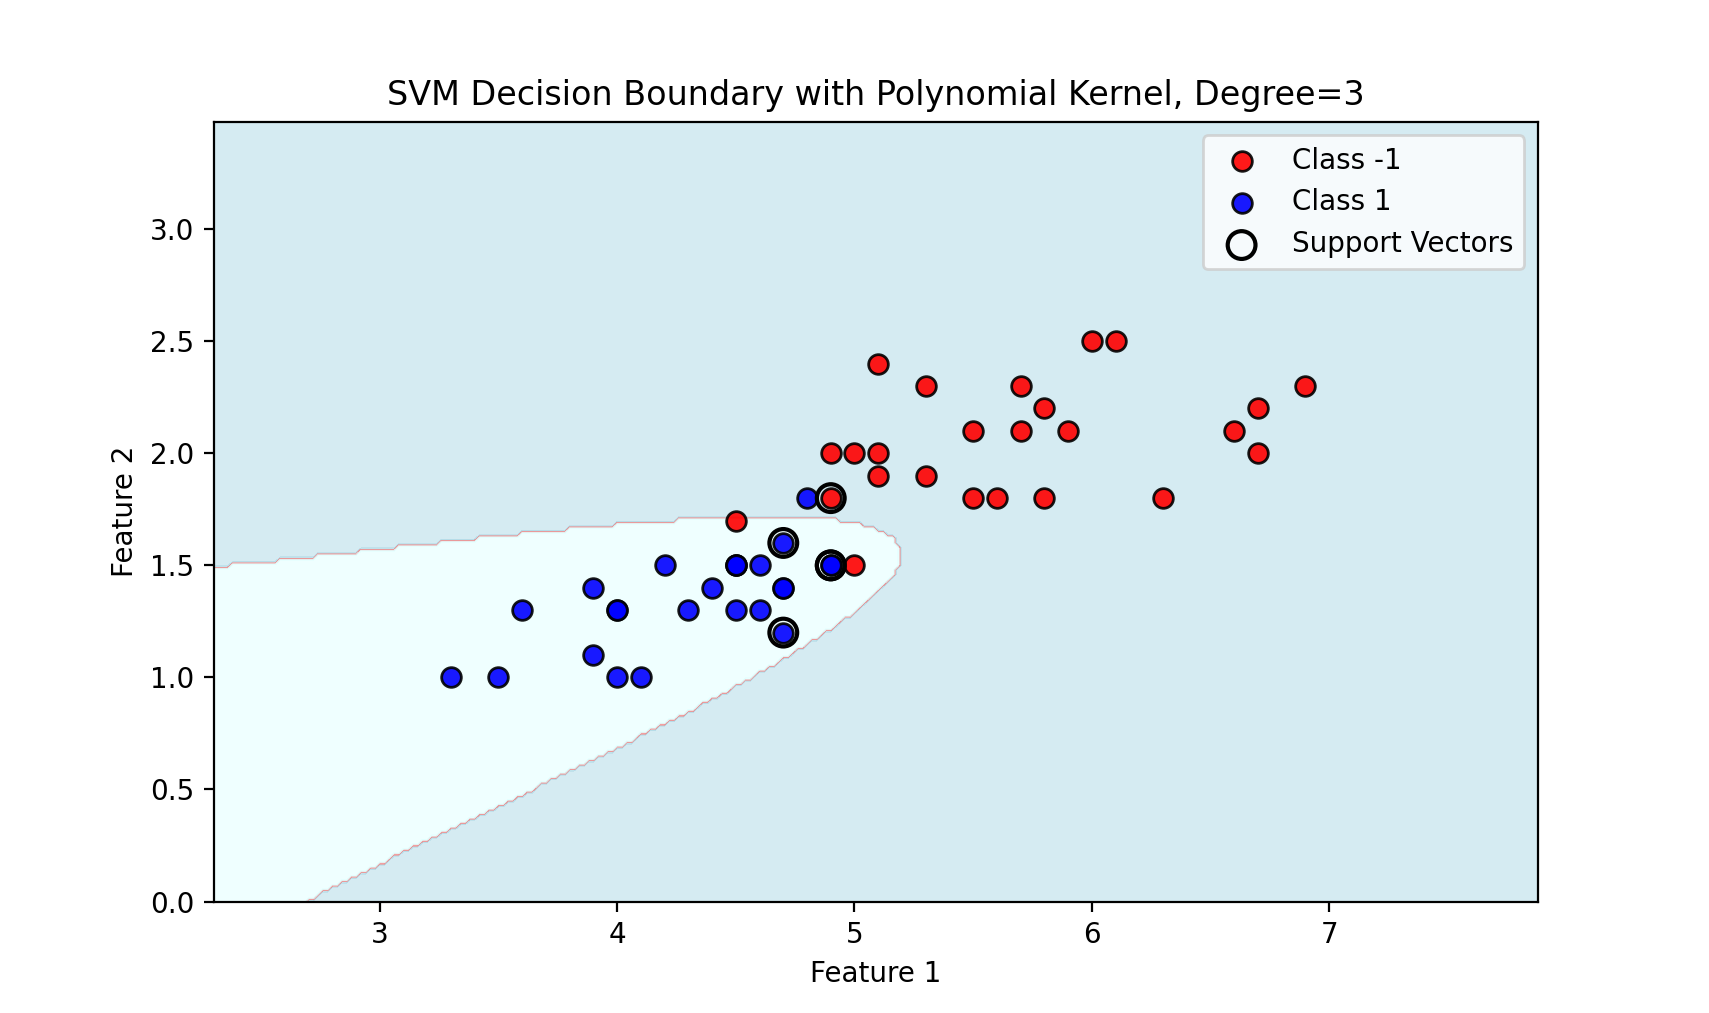 SVM Decision Boundary with Polynomial Kernel, Degree=3
Class -1
Class 1
Support Vectors
3.0
2.5
2.0
1.5
1.0
0.5
0.0
Feature 2
3
4
5
6
7
Feature 1